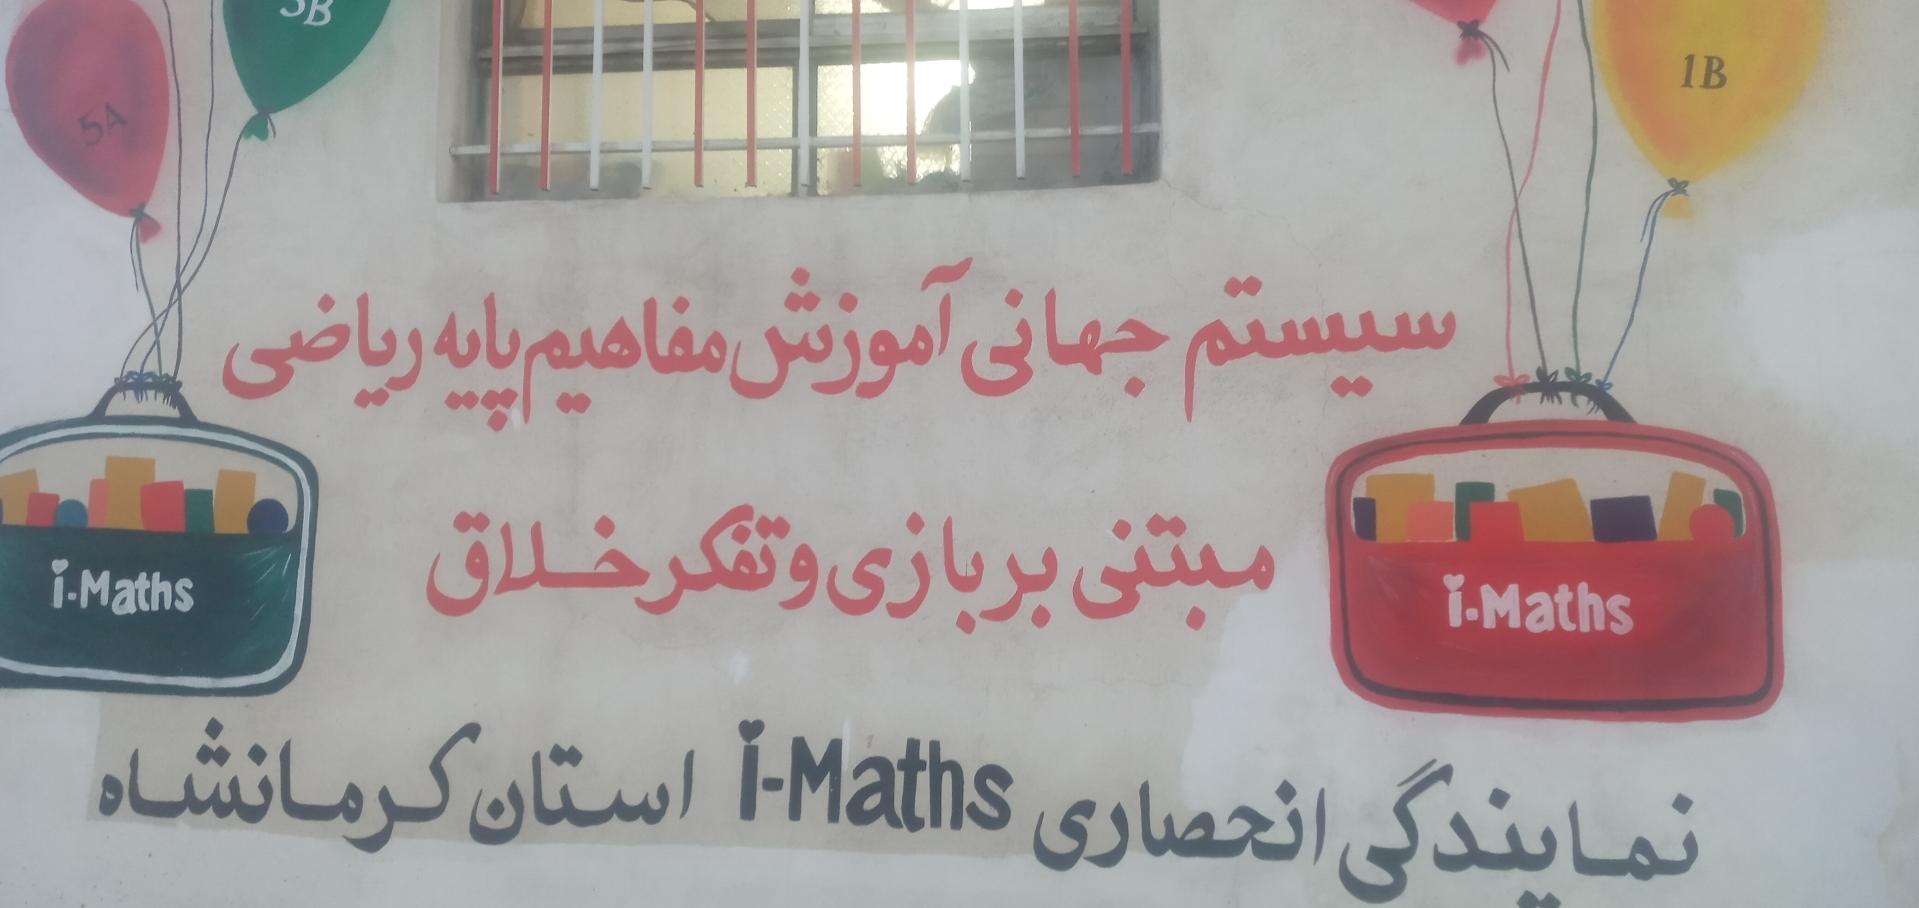 5A
3B
1B
سیستم جهانی آموزش مفاهیم پایه ریاضی
مبتنی بر بازی و تفکر خلاق
i-Maths
i-Maths
نمایندگی انحصاری i-Maths استان کرمانشاه